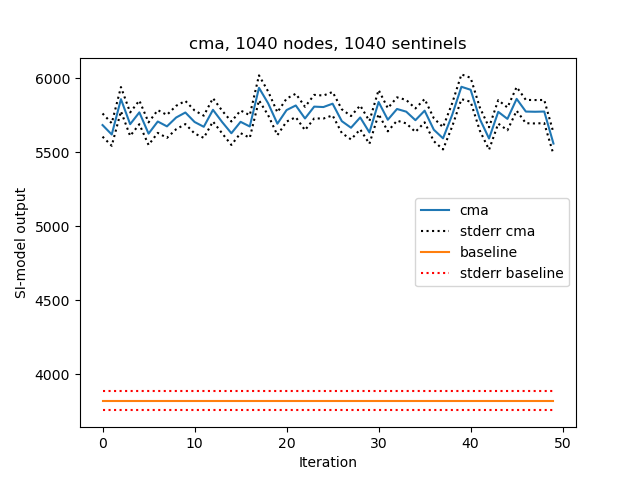 cma, 1040 nodes, 1040 sentinels
6000
5500
5000
4500
4000
SI-model output
cma
stderr cma
baseline
stderr baseline
0 10 20 30 40 50
Iteration